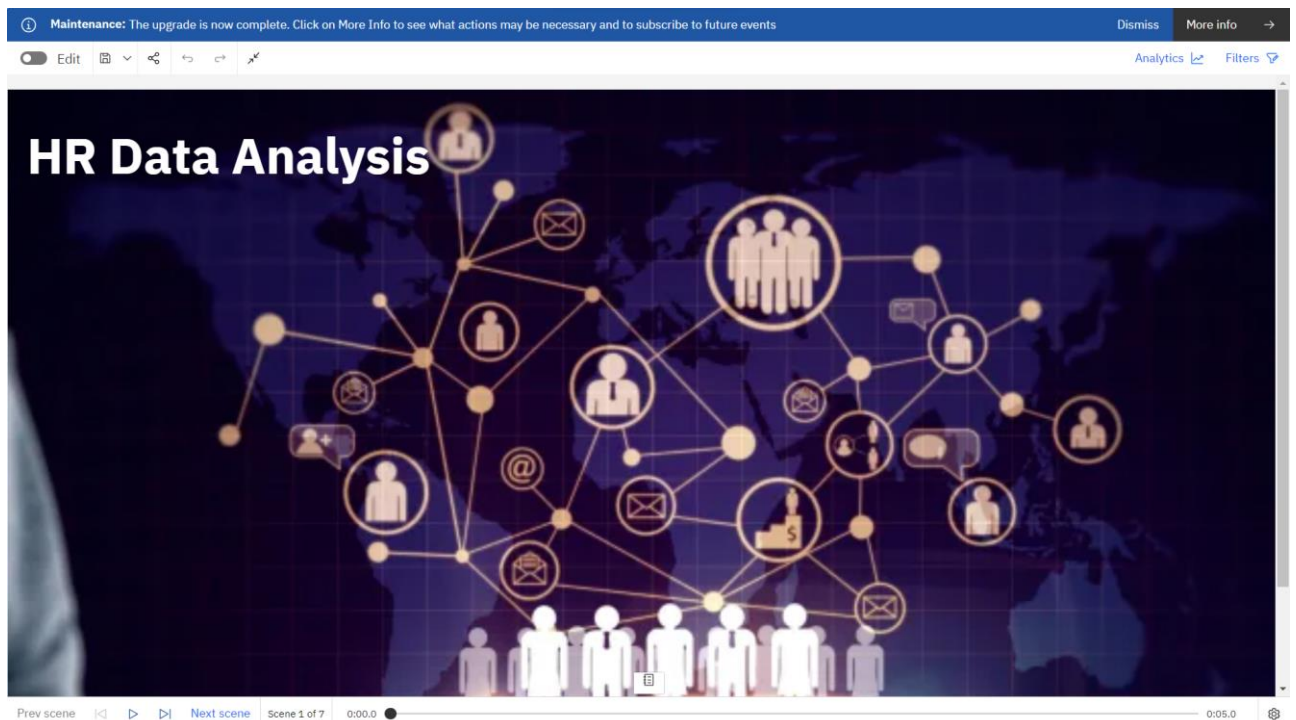 Maintenance: The upgrade is now complete. Click on More Info to see what actions may be necessary and to subscribe to future events
Dismiss
More info
Edit
Analytics
Filters
HR Data Analysis
@
$
Prev scene
Next scene
Scene 1 of 7
0:00.0
0:05.0